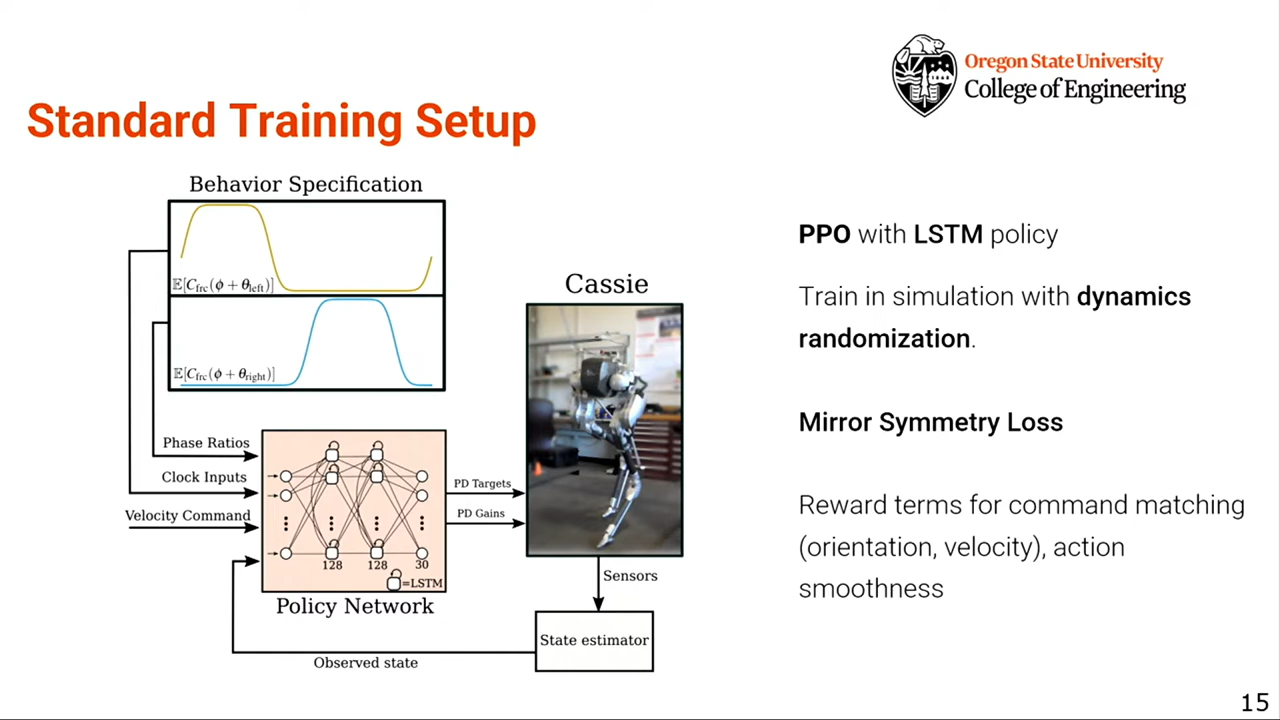 Oregon State University
College of Engineering
Standard Training Setup
Behavior Specification
𝔼[C_frc(ϕ + θ_left)]
𝔼[C_frc(ϕ + θ_right)]
Phase Ratios
Clock Inputs
Velocity Command
128 128 30
=LSTM
Policy Network
PD Targets
PD Gains
Cassie
Sensors
State estimator
Observed state
PPO with LSTM policy
Train in simulation with dynamics
randomization.
Mirror Symmetry Loss
Reward terms for command matching
(orientation, velocity), action
smoothness
15